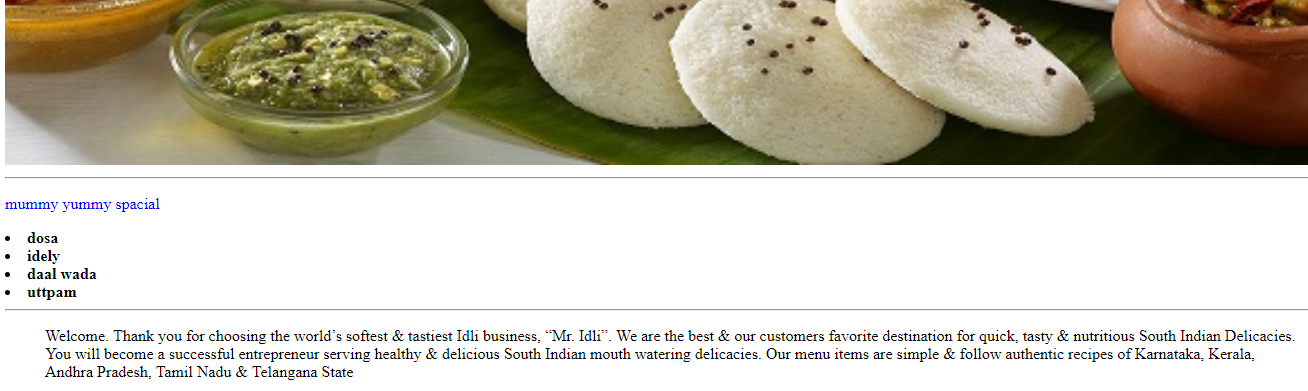 mummy yummy spacial
dosa
idely
daal wada
uttpam
Welcome. Thank you for choosing the world’s softest & tastiest Idli business, “Mr. Idli”. We are the best & our customers favorite destination for quick, tasty & nutritious South Indian Delicacies.
You will become a successful entrepreneur serving healthy & delicious South Indian mouth watering delicacies. Our menu items are simple & follow authentic recipes of Karnataka, Kerala,
Andhra Pradesh, Tamil Nadu & Telangana State